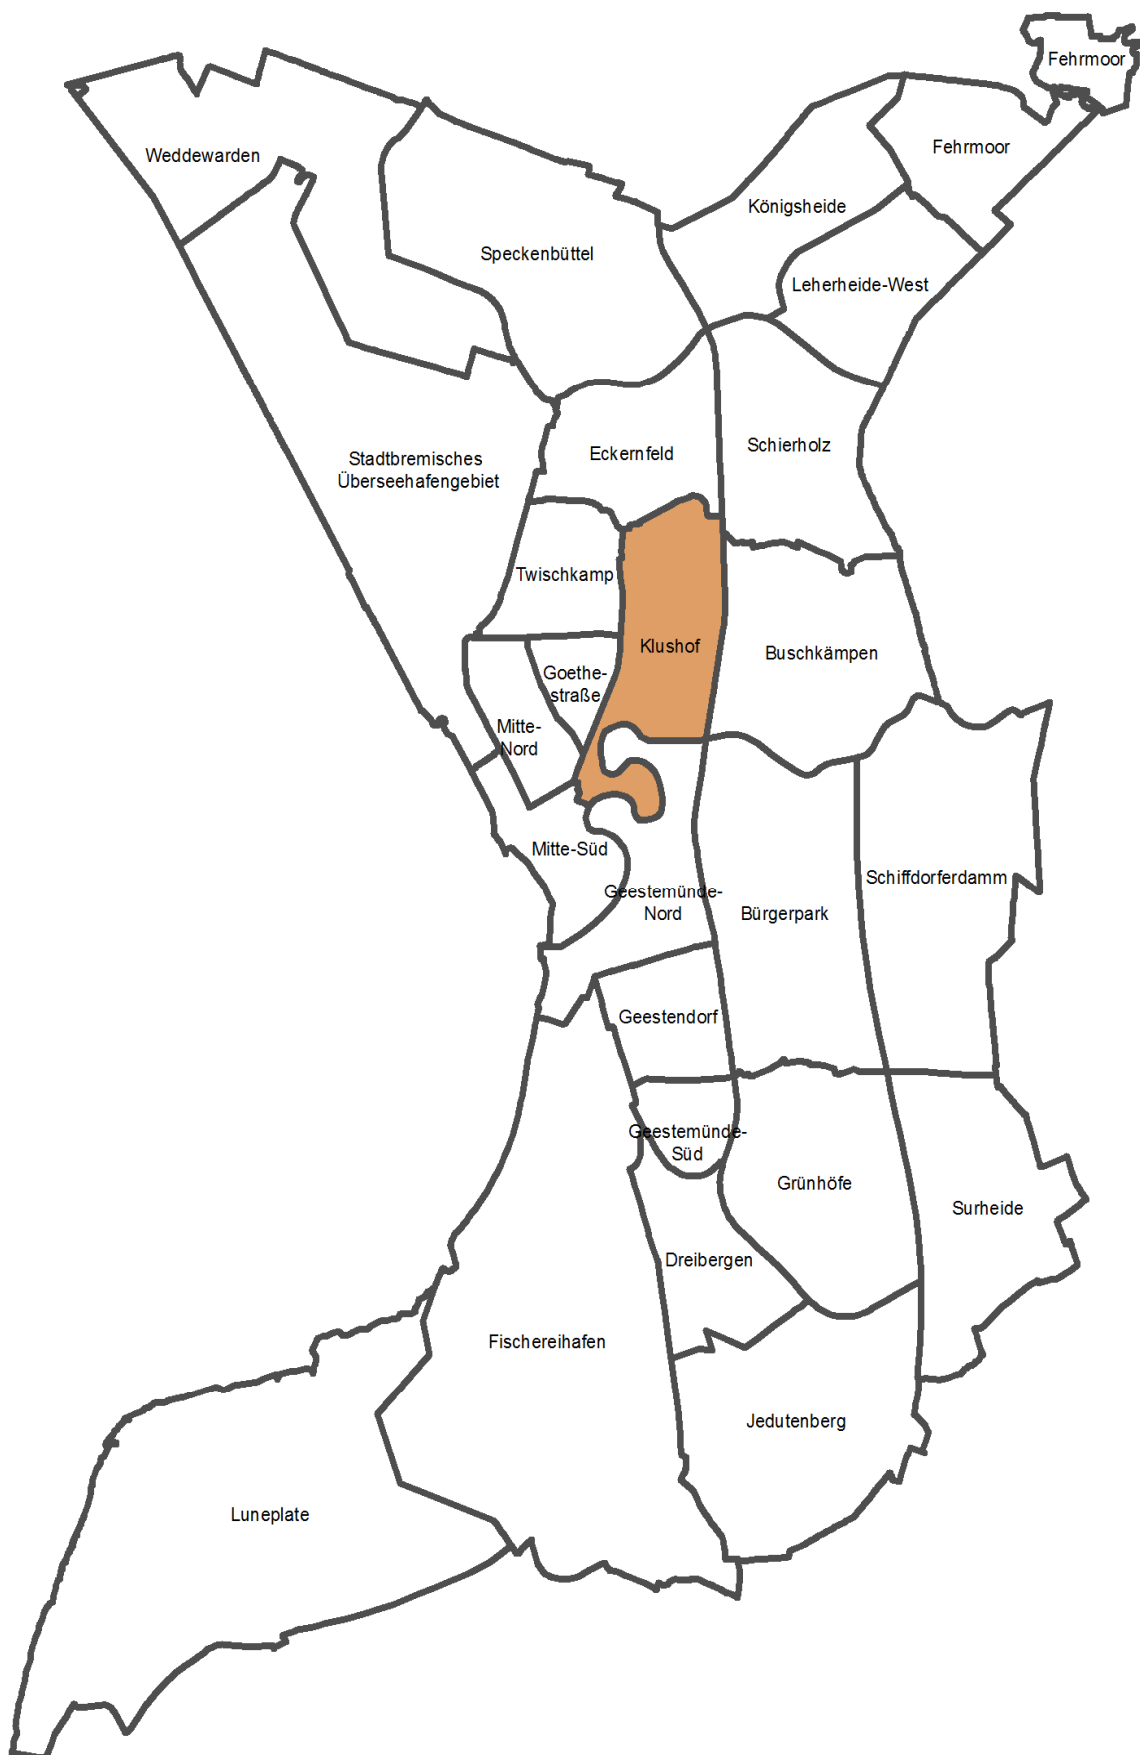 Fehrmoor
Weddewarden
Fehrmoor
Königsheide
Speckenbüttel
Leherheide-West
Eckernfeld
Schierholz
Stadtbremisches
Überseehafengebiet
Twischkamp
Klushof
Buschkämpen
Goethe-
straße
Mitte-
Nord
Mitte-Süd
Schiffdorferdamm
Geestemünde-
Nord
Bürgerpark
Geestendorf
Geestemünde-
Süd
Grünhöfe
Surheide
Dreibergen
Fischereihafen
Jedutenberg
Luneplate